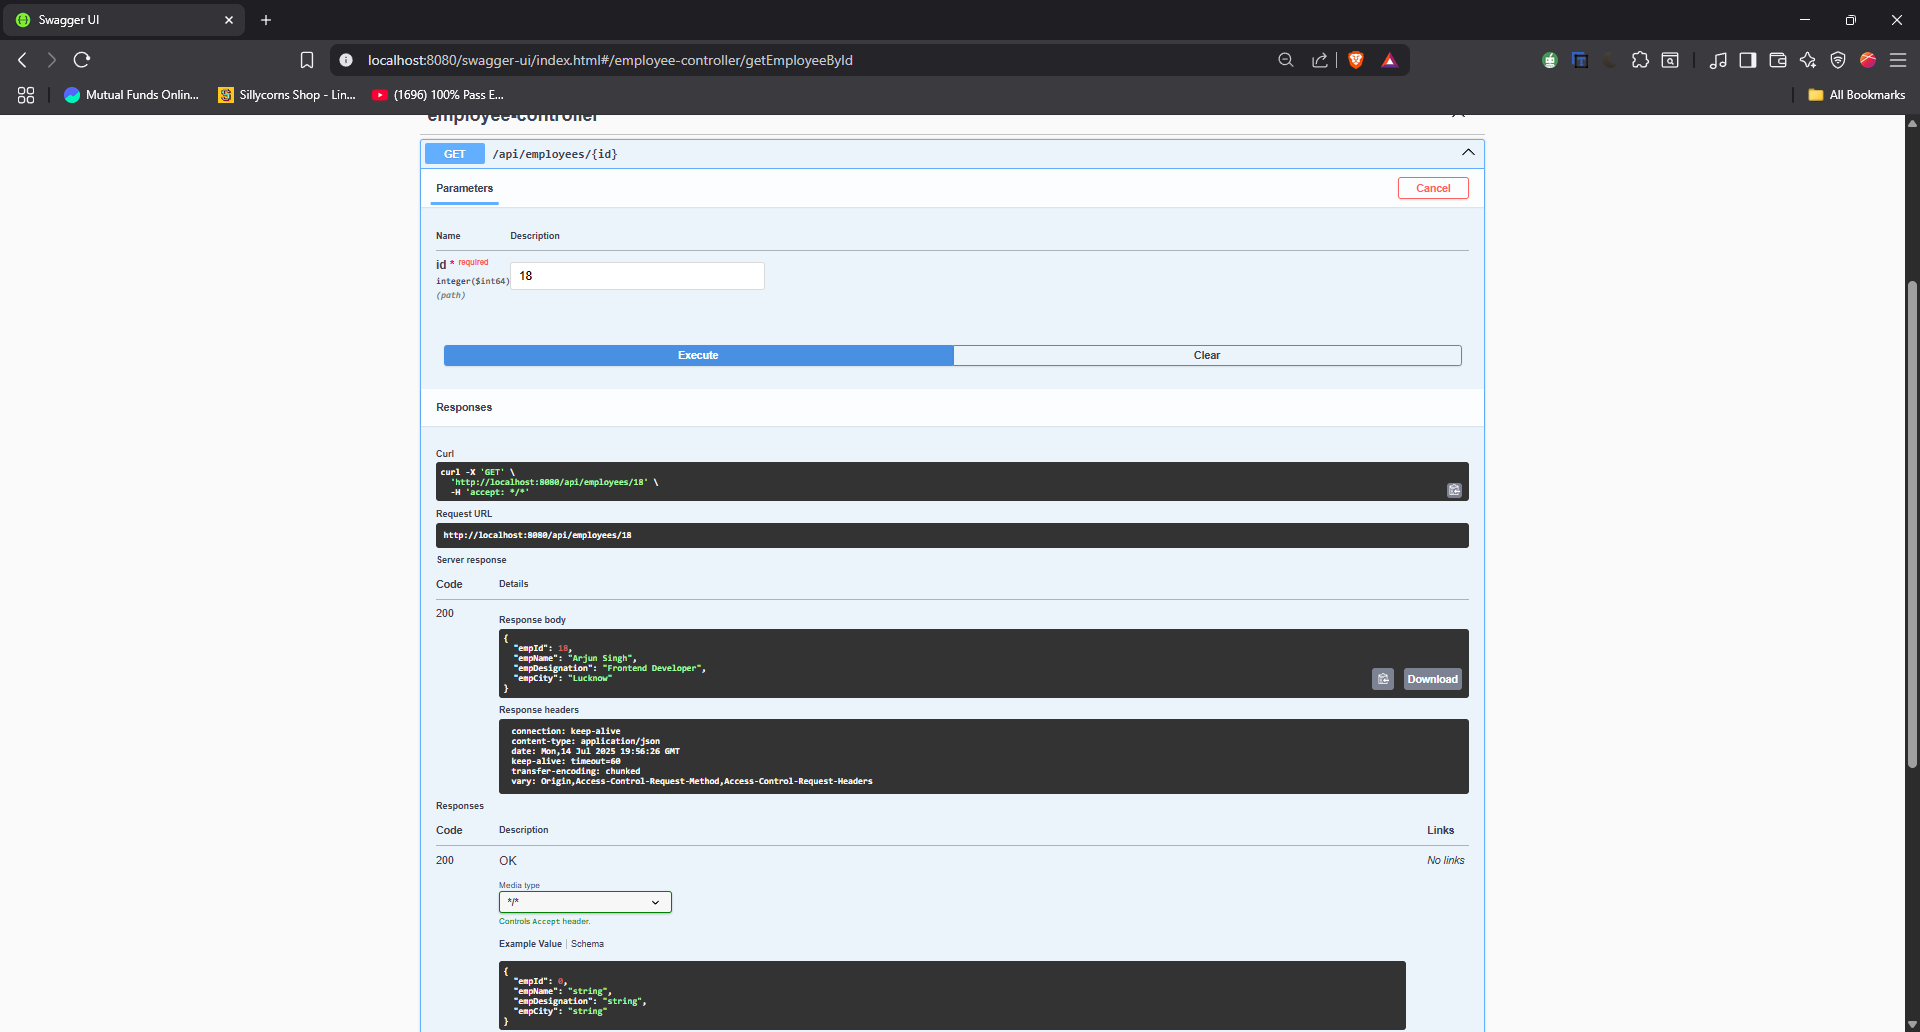 Swagger UI
localhost:8080/swagger-ui/index.html#/employee-controller/getEmployeeById
Mutual Funds Onlin...
Sillycorns Shop - Lin...
(1696) 100% Pass E...
All Bookmarks
employee-controller
GET
/api/employees/{id}
Parameters
Cancel
Name Description
id * required
integer($int64)
(path)
18
Execute
Clear
Responses
Curl
curl -X 'GET' \
'http://localhost:8080/api/employees/18' \
-H 'accept: */*'
Request URL
http://localhost:8080/api/employees/18
Server response
Code Details
200
Response body
{
"empId": 18,
"empName": "Arjun Singh",
"empDesignation": "Frontend Developer",
"empCity": "Lucknow"
}
Download
Response headers
connection: keep-alive
content-type: application/json
date: Mon,14 Jul 2025 19:56:26 GMT
keep-alive: timeout=60
transfer-encoding: chunked
vary: Origin,Access-Control-Request-Method,Access-Control-Request-Headers
Responses
Code Description Links
200 OK No links
Media type
*/*
Controls Accept header.
Example Value | Schema
{
"empId": 0,
"empName": "string",
"empDesignation": "string",
"empCity": "string"
}